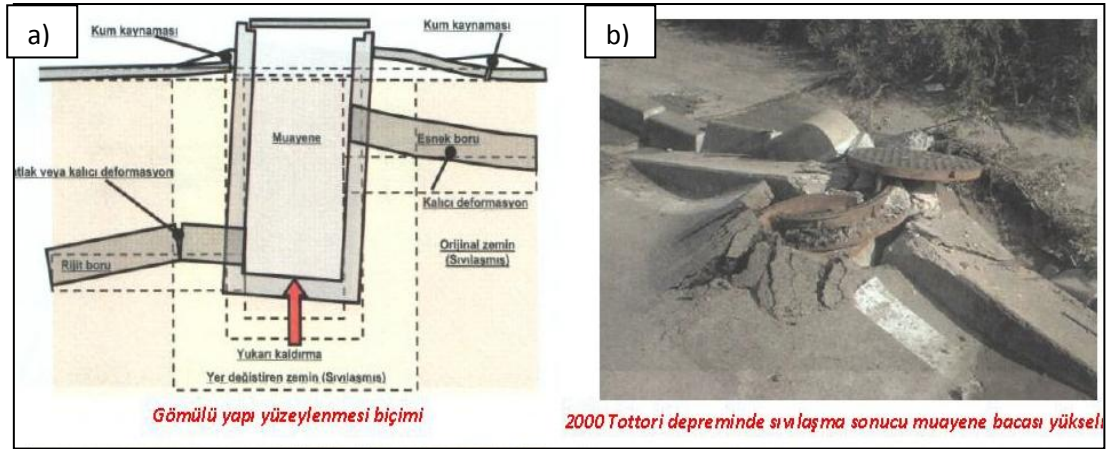 a)
Kum kaynaması
Kum kaynaması
Muayene
Esnek boru
atlak veya kalıcı deformasyon
Kalıcı deformasyon
Orijinal zemin
(Sıvılaşmış)
Rijit boru
Yukarı kaldırma
Yer değiştiren zemin (Sıvılaşmış)
Gömülü yapı yüzeylenmesi biçimi
b)
2000 Tottori depreminde sıvılaşma sonucu muayene bacası yükseli